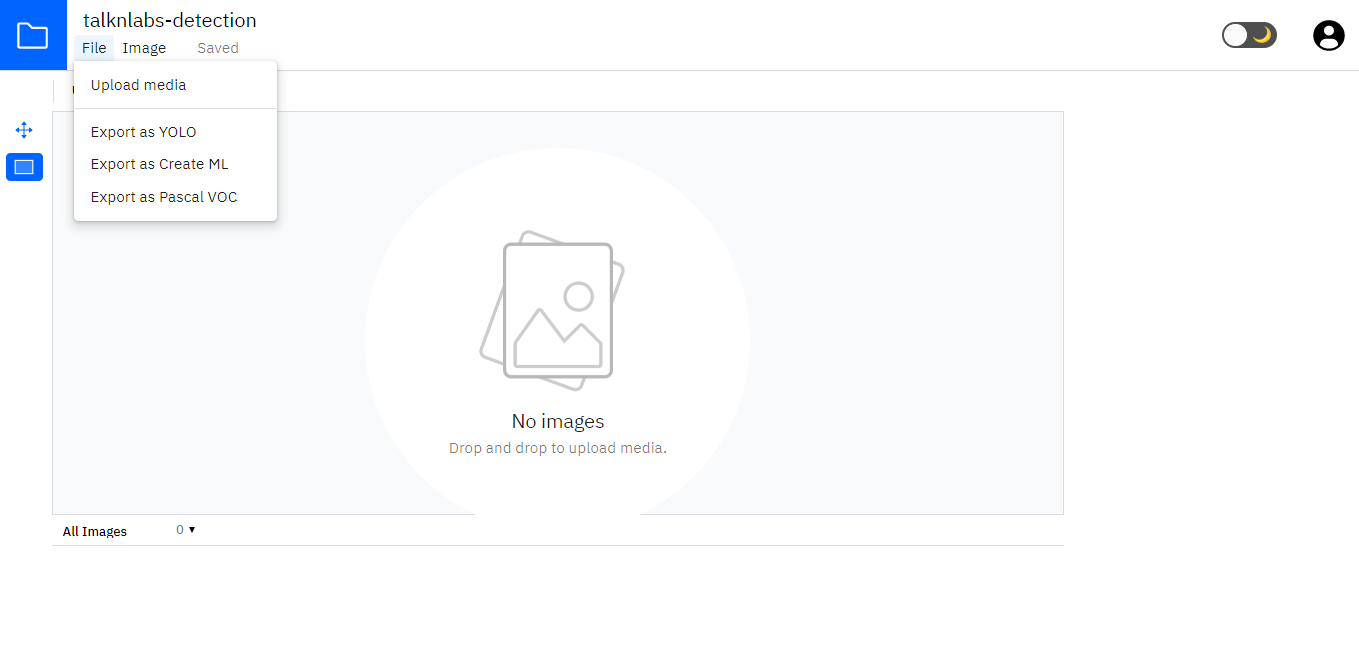 talknlabs-detection
File Image Saved
Upload media
Export as YOLO
Export as Create ML
Export as Pascal VOC
No images
Drop and drop to upload media.
All Images 0